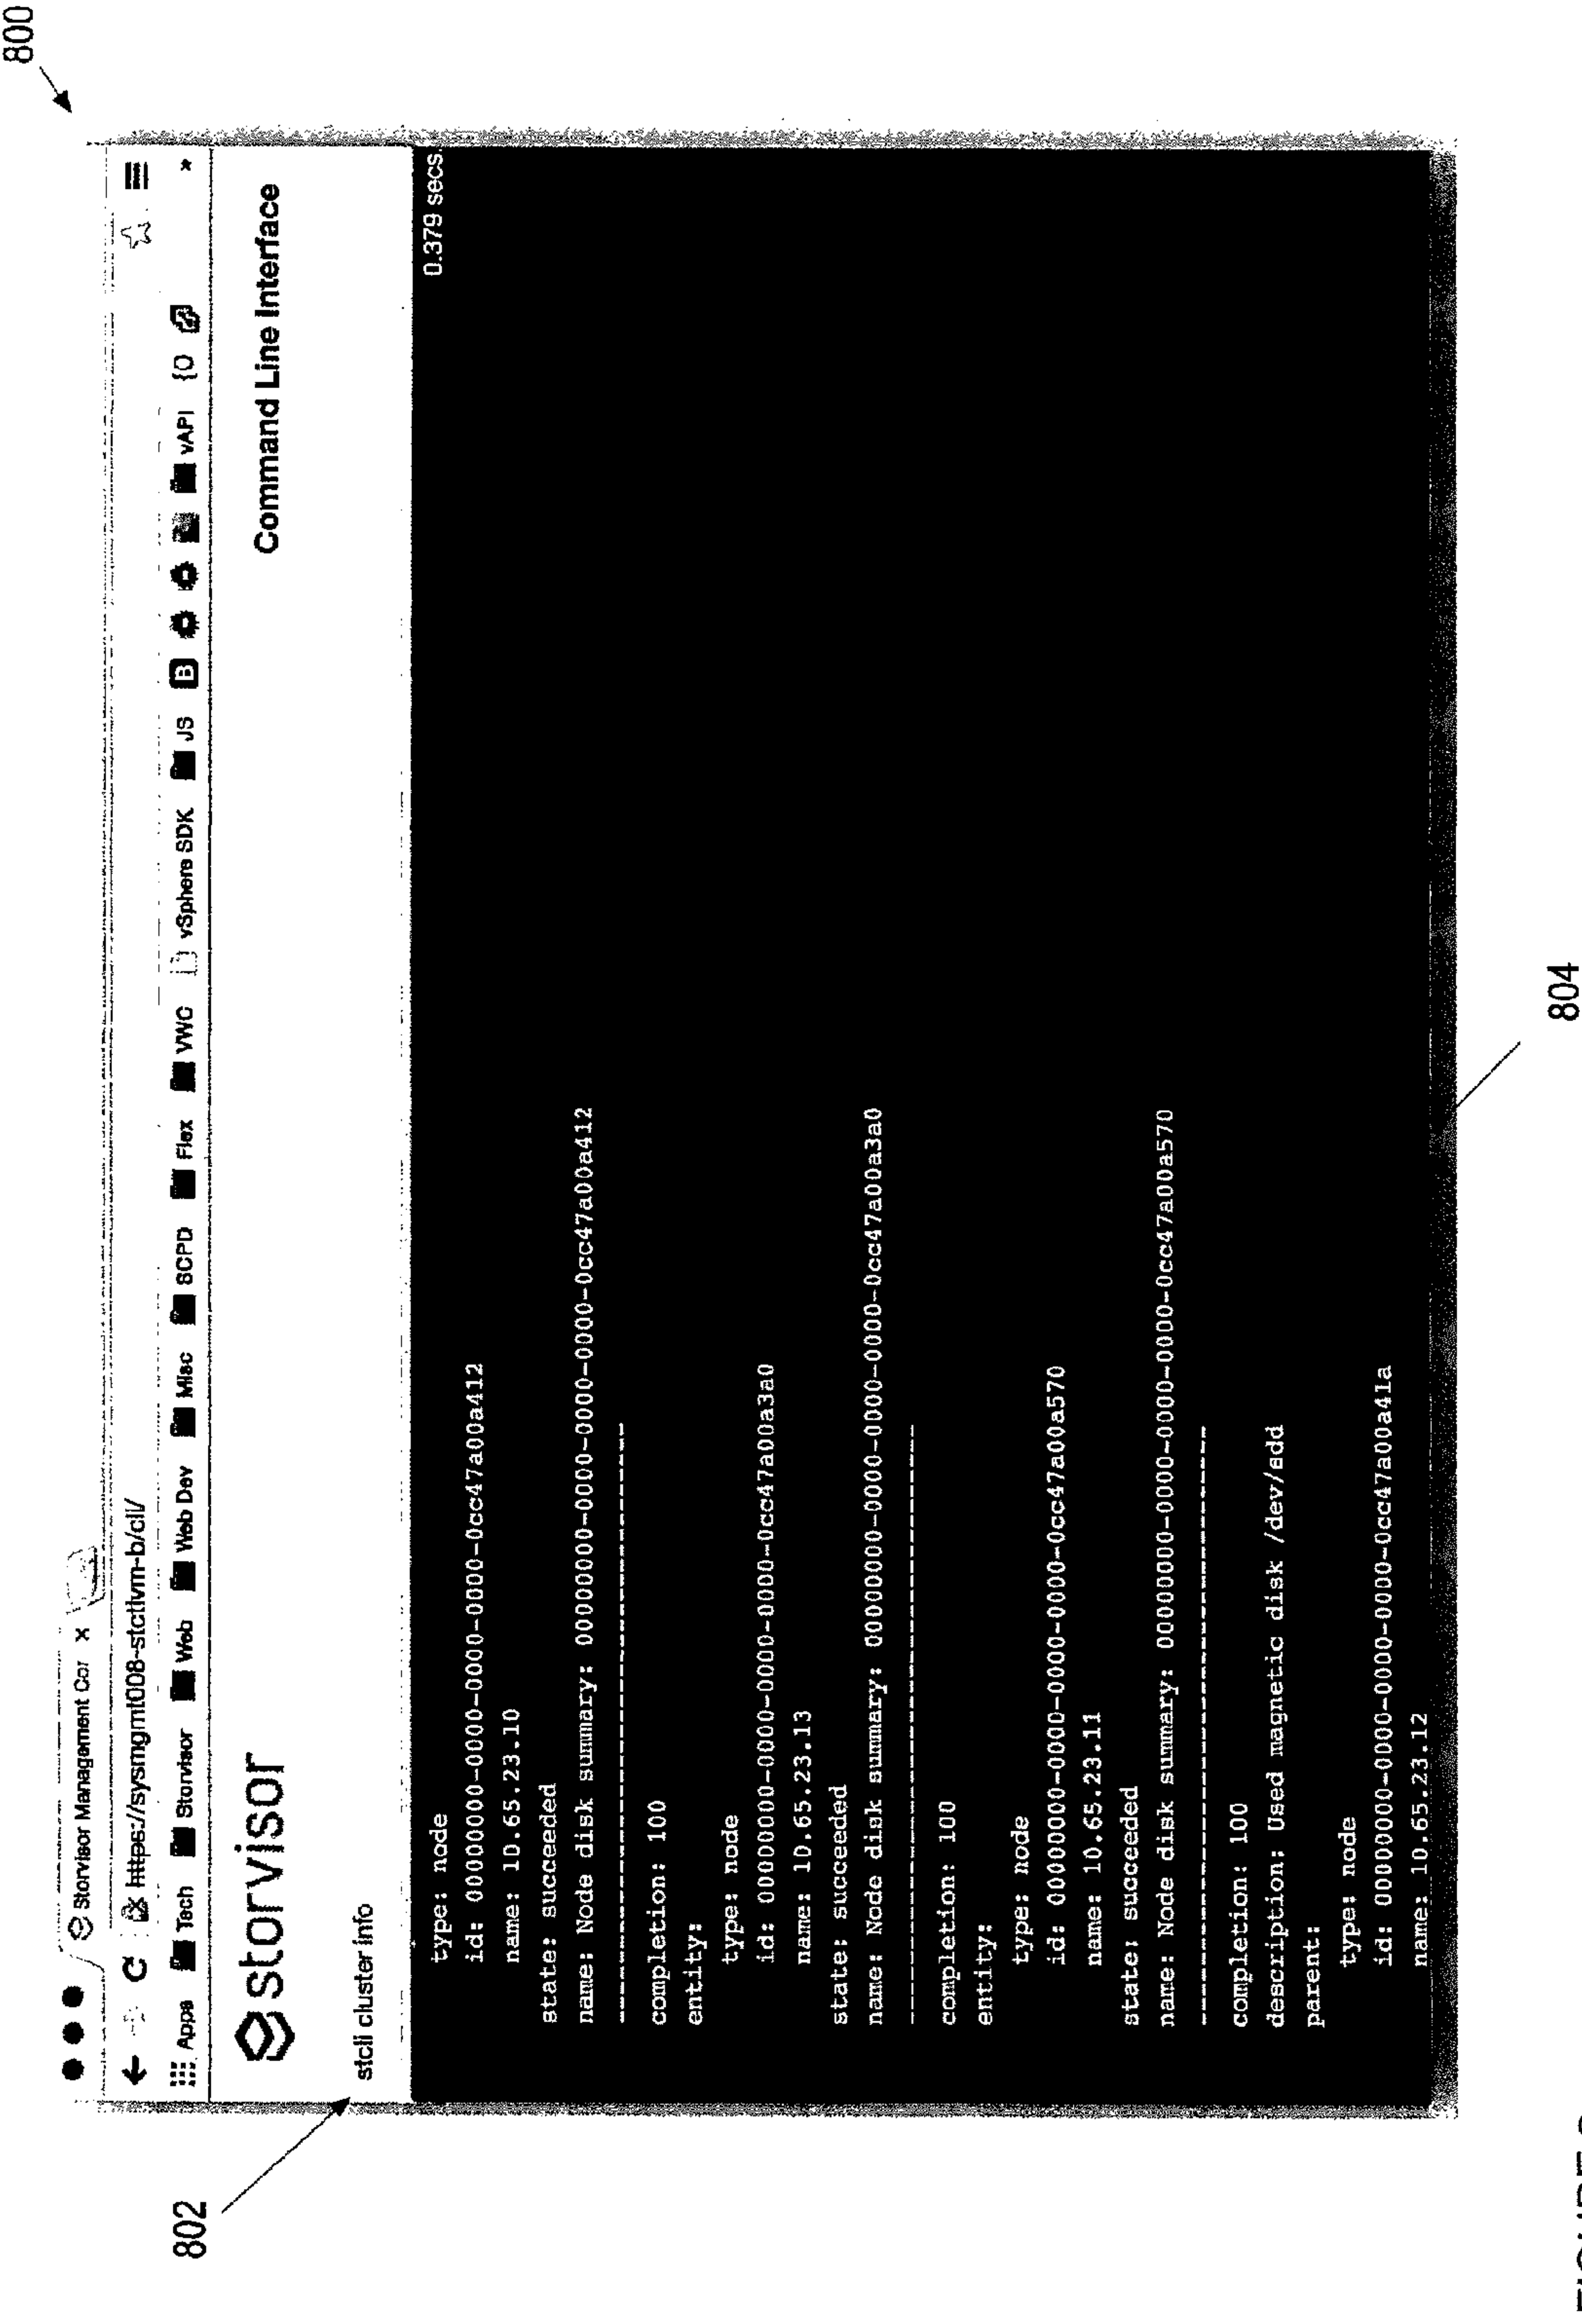 800
Storvisor Management Cor ×
https://sysmgmt008-stctlvm-b/cli/
Apps Tech Storvisor Web Web Dev Misc SCPD Flex VWC vSphere SDK JS B vAPI {O
storvisor Command Line Interface
802
stcli cluster info
0.379 secs
type: node
id: 00000000-0000-0000-0000-0cc47a00a412
name: 10.65.23.10
state: succeeded
name: Node disk summary: 00000000-0000-0000-0000-0cc47a00a412
----------------------------------------
completion: 100
entity:
type: node
id: 00000000-0000-0000-0000-0cc47a00a3a0
name: 10.65.23.13
state: succeeded
name: Node disk summary: 00000000-0000-0000-0000-0cc47a00a3a0
----------------------------------------
completion: 100
entity:
type: node
id: 00000000-0000-0000-0000-0cc47a00a570
name: 10.65.23.11
state: succeeded
name: Node disk summary: 00000000-0000-0000-0000-0cc47a00a570
----------------------------------------
completion: 100
description: Used magnetic disk /dev/sdd
parent:
type: node
id: 00000000-0000-0000-0000-0cc47a00a41a
name: 10.65.23.12
804